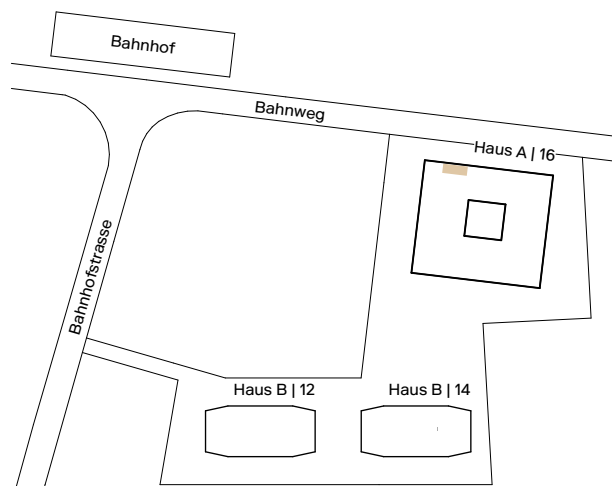 Bahnhof
Bahnweg
Haus A | 16
Bahnhofstrasse
Haus B | 12
Haus B | 14